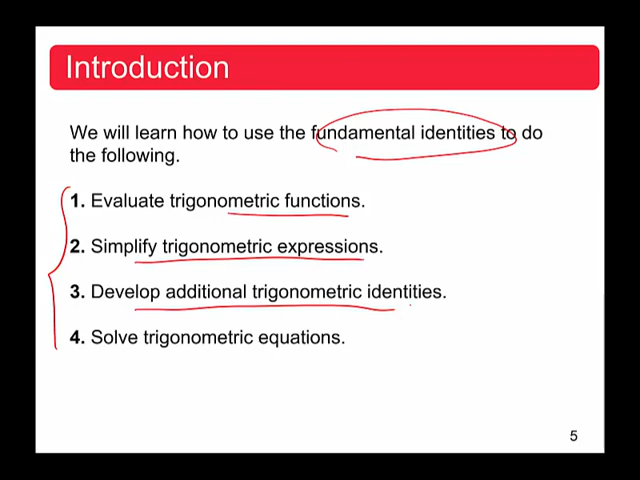 Introduction
We will learn how to use the fundamental identities to do
the following.
1. Evaluate trigonometric functions.
2. Simplify trigonometric expressions.
3. Develop additional trigonometric identities.
4. Solve trigonometric equations.
5